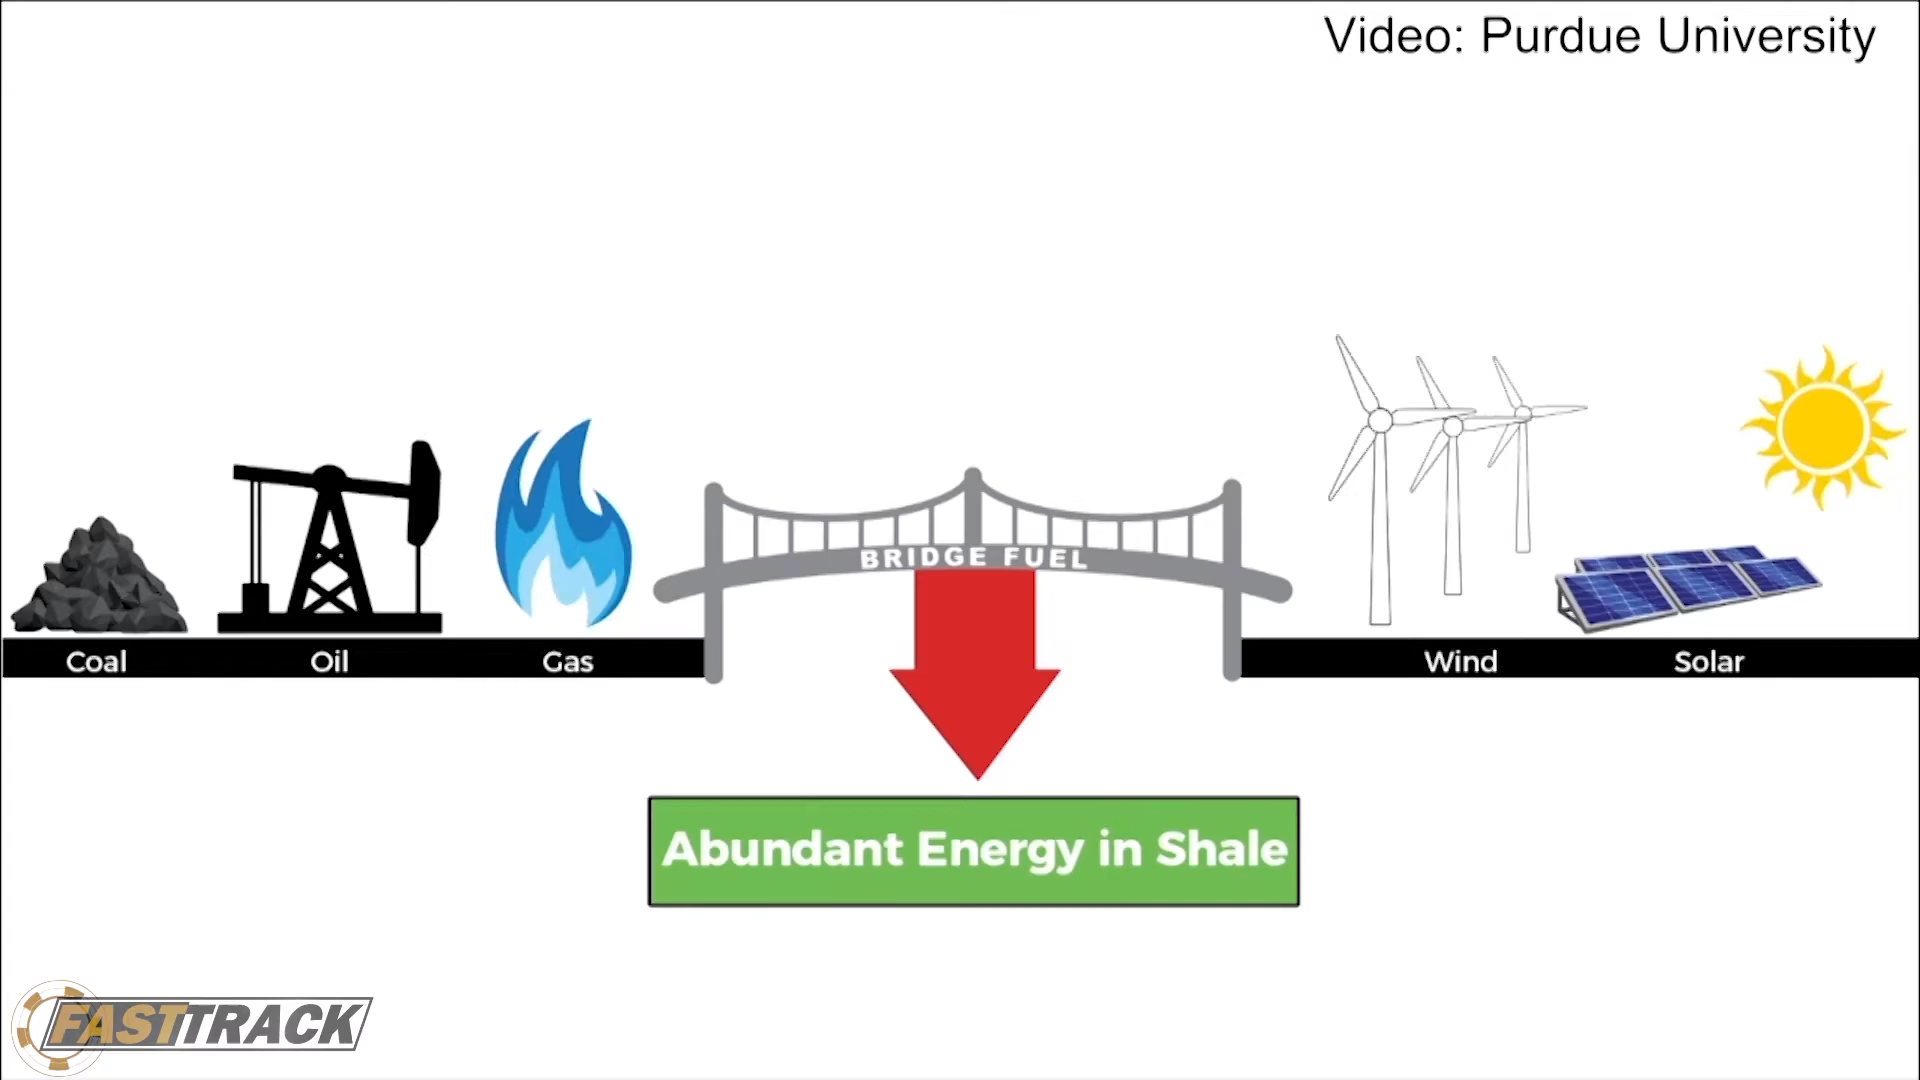 Video: Purdue University
BRIDGE FUEL
Coal
Oil
Gas
Wind
Solar
Abundant Energy in Shale
FASTTRACK